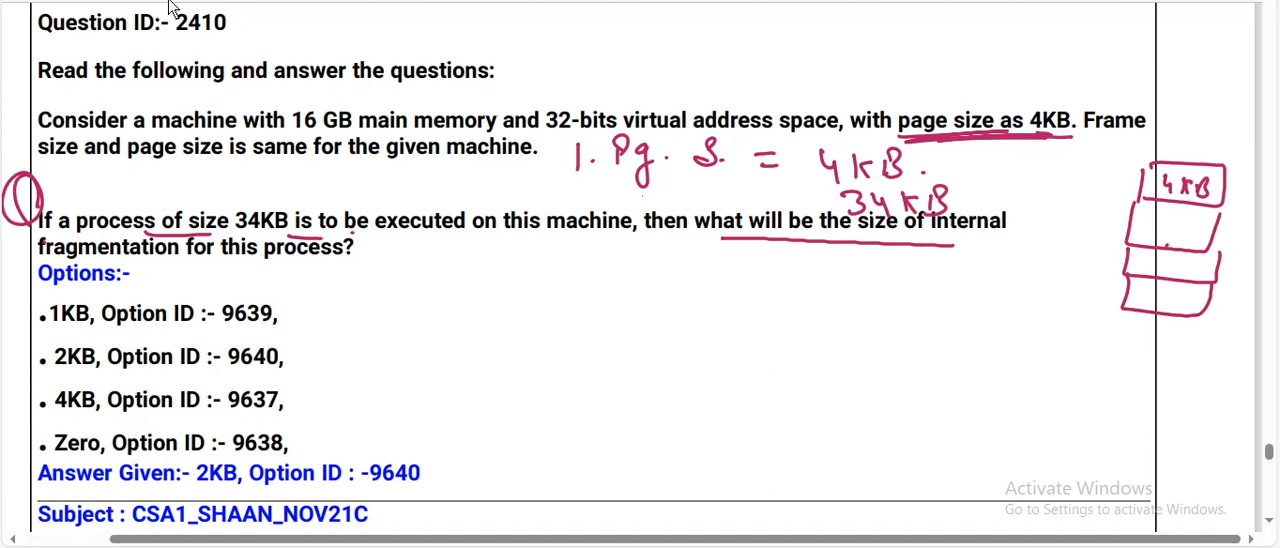 Question ID:- 2410
Read the following and answer the questions:
Consider a machine with 16 GB main memory and 32-bits virtual address space, with page size as 4KB. Frame
size and page size is same for the given machine.
1. Pg. S. = 4KB.
34KB
4KB
If a process of size 34KB is to be executed on this machine, then what will be the size of internal
fragmentation for this process?
Options:-
.1KB, Option ID :- 9639,
. 2KB, Option ID :- 9640,
. 4KB, Option ID :- 9637,
. Zero, Option ID :- 9638,
Answer Given:- 2KB, Option ID : -9640
Activate Windows
Go to Settings to activate Windows.
Subject : CSA1_SHAAN_NOV21C